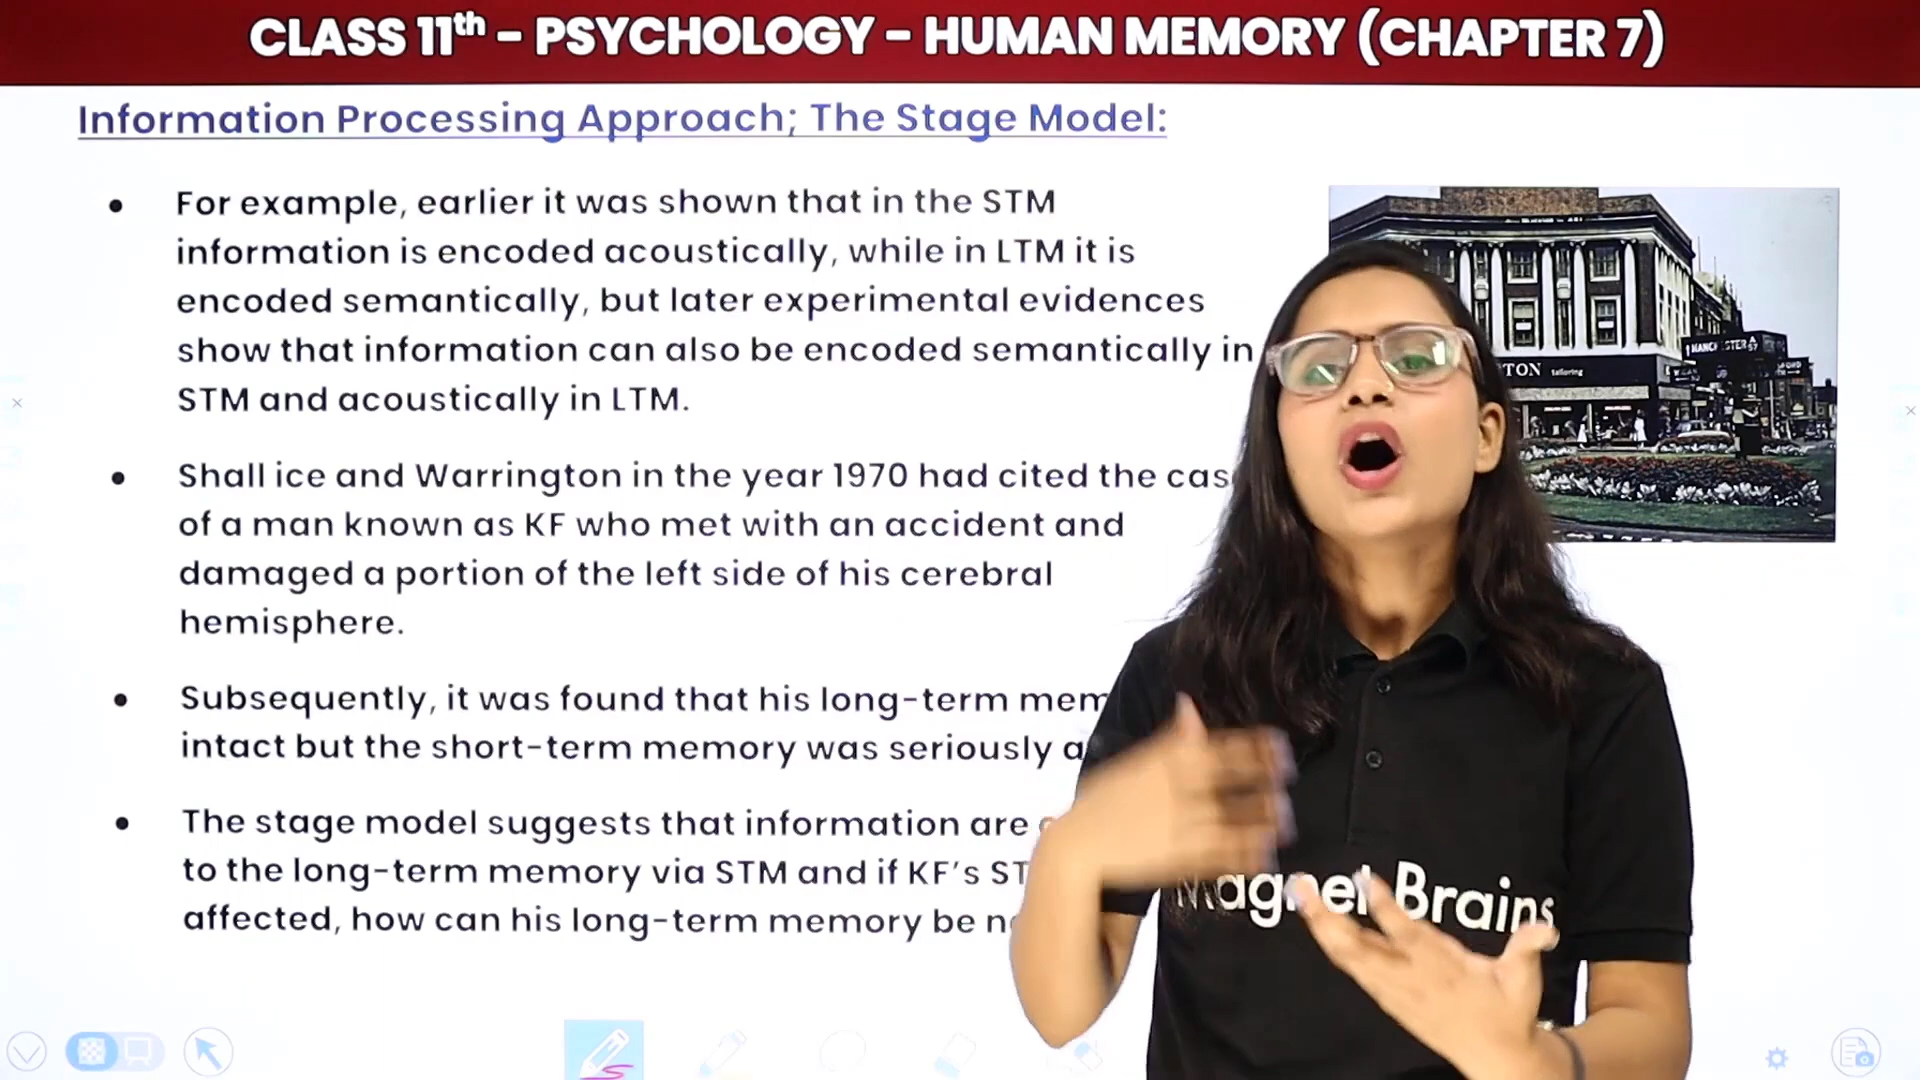 CLASS 11th - PSYCHOLOGY - HUMAN MEMORY (CHAPTER 7)
Information Processing Approach; The Stage Model:
• For example, earlier it was shown that in the STM
information is encoded acoustically, while in LTM it is
encoded semantically, but later experimental evidences
show that information can also be encoded semantically in
STM and acoustically in LTM.
• Shall ice and Warrington in the year 1970 had cited the cas
of a man known as KF who met with an accident and
damaged a portion of the left side of his cerebral
hemisphere.
• Subsequently, it was found that his long-term mem
intact but the short-term memory was seriously a
• The stage model suggests that information are
to the long-term memory via STM and if KF's ST
affected, how can his long-term memory be n
TON tailoring
Magnet Brains